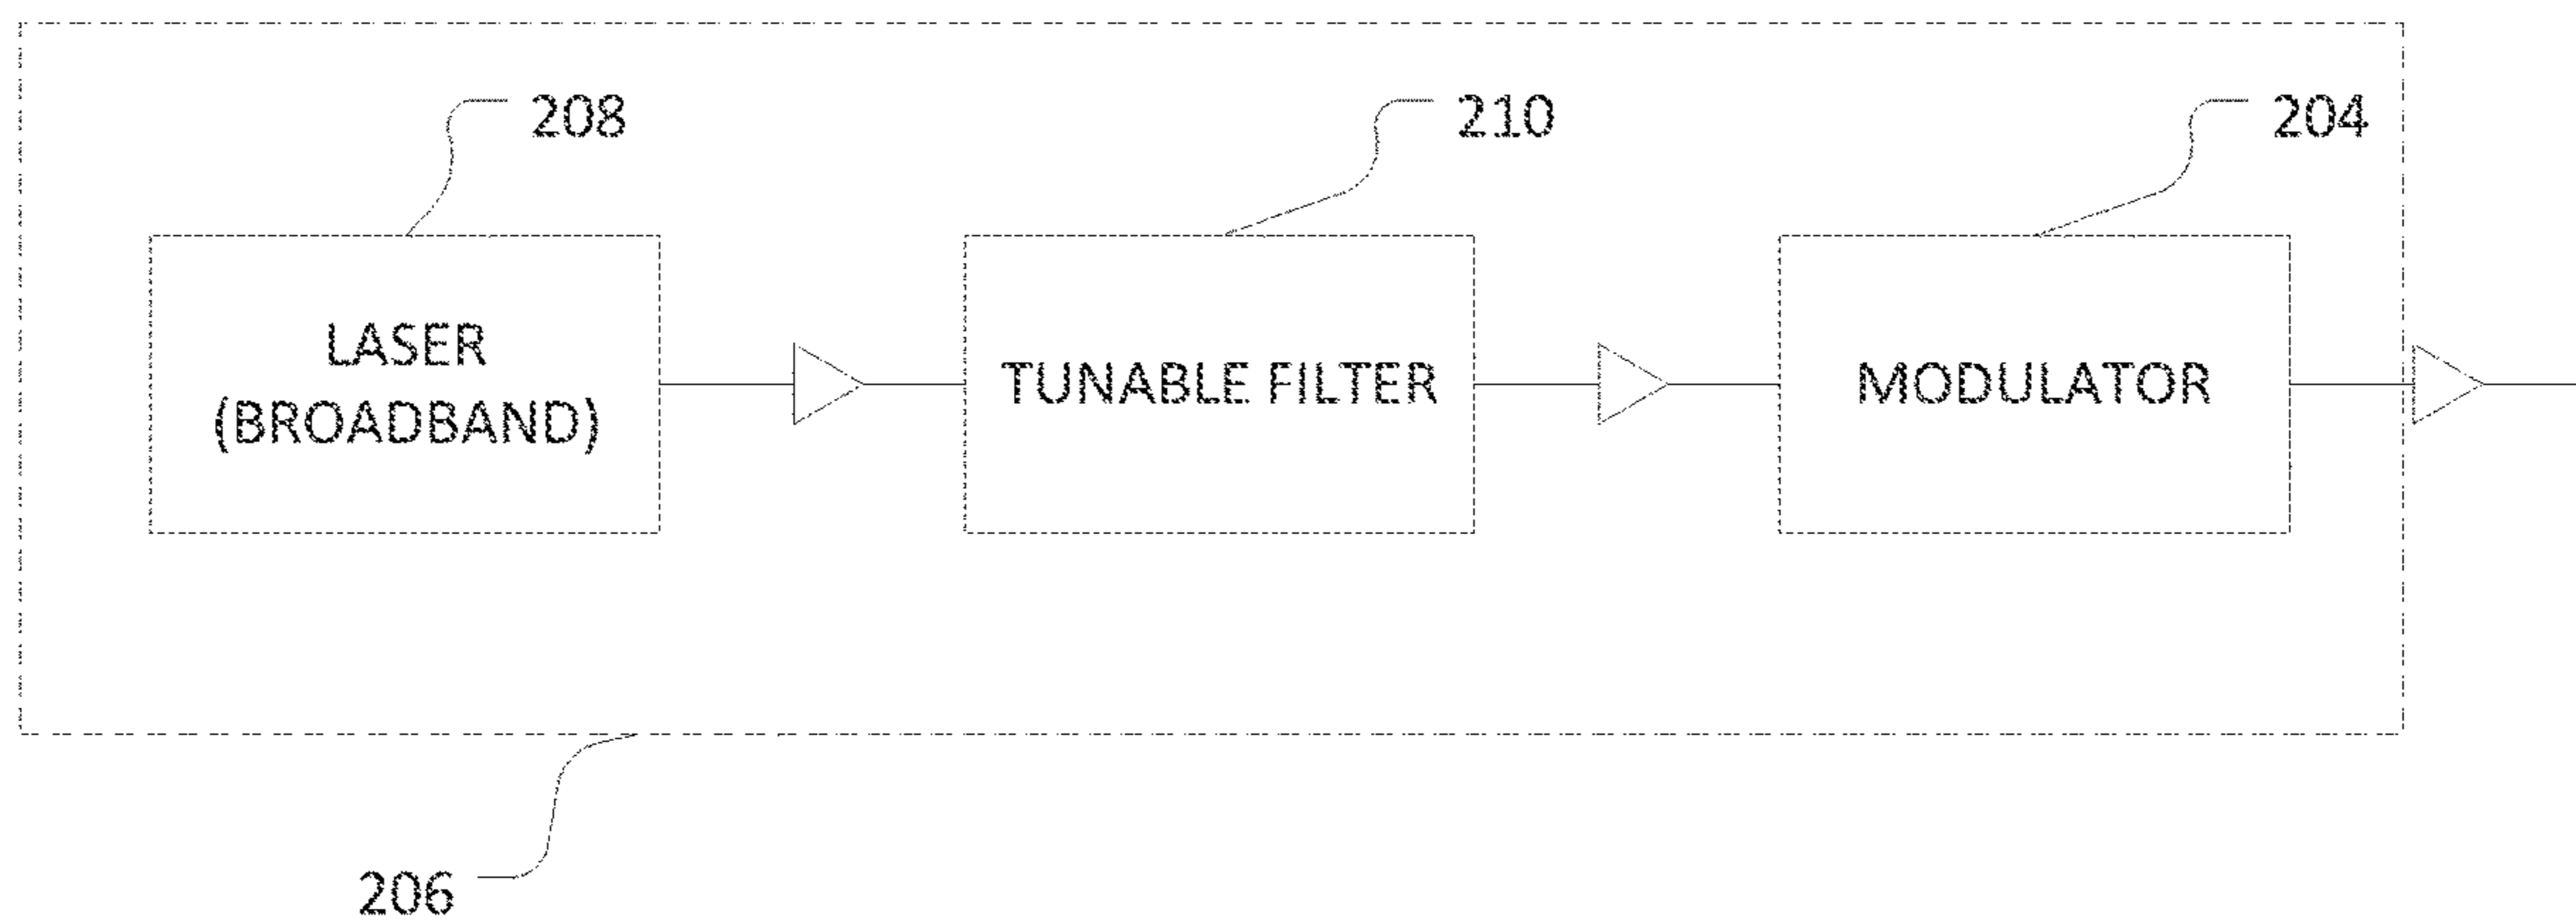 208
210
204
LASER
(BROADBAND)
TUNABLE FILTER
MODULATOR
206